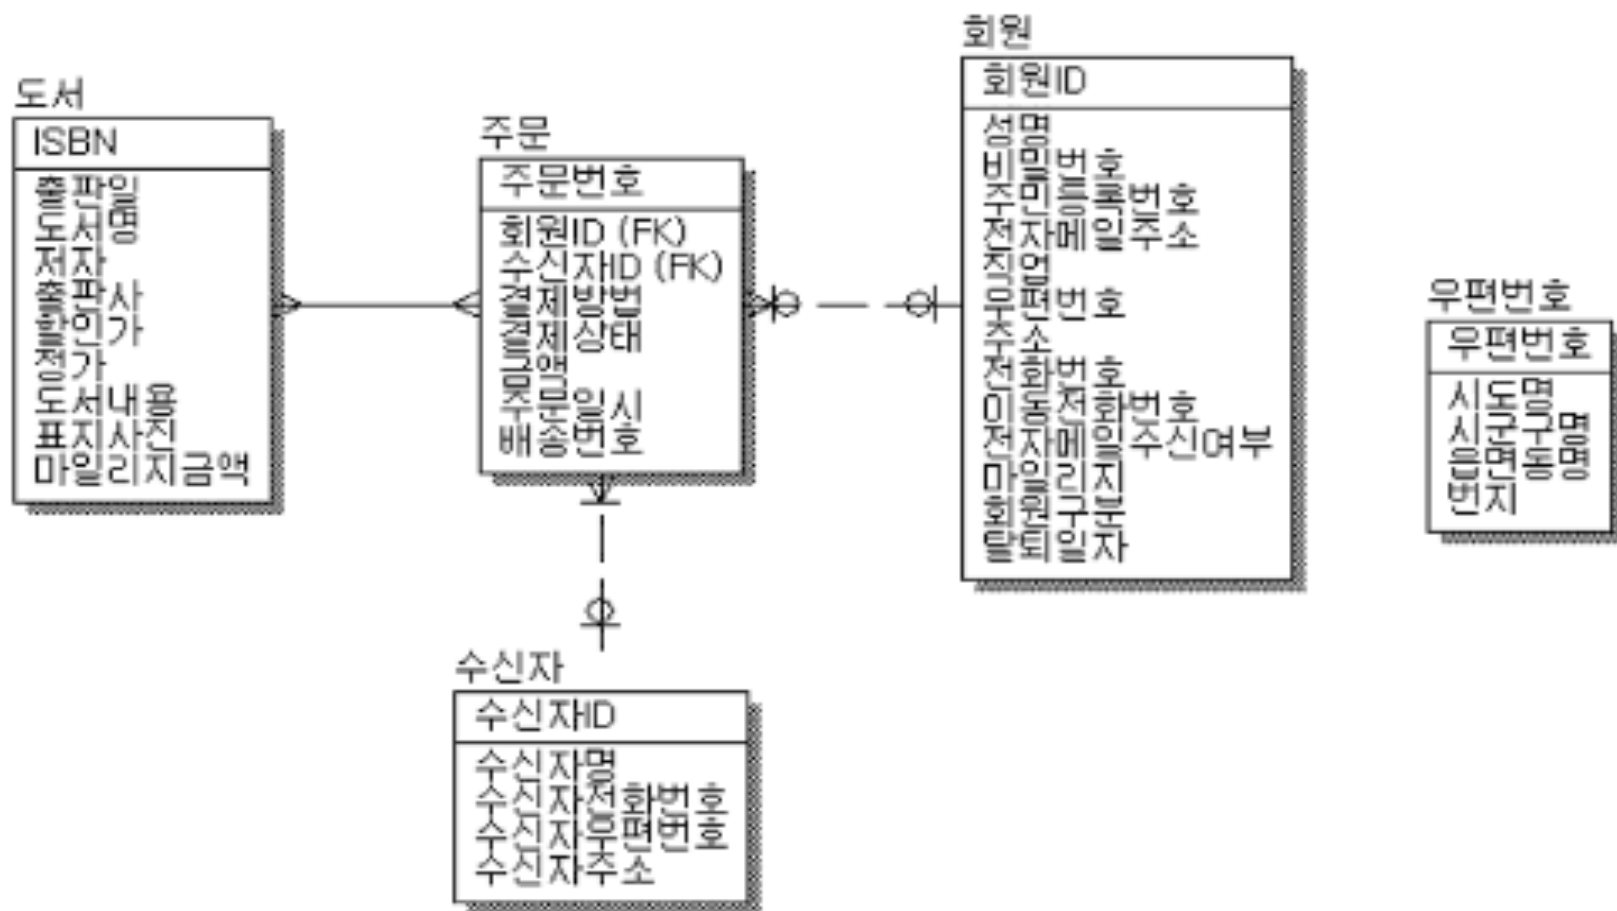 도서
ISBN
출판일
도서명
저자
출판사
할인가
정가
도서내용
표지사진
마일리지금액
주문
주문번호
회원ID (FK)
수신자ID (FK)
결제방법
결제상태
금액
주문일시
배송번호
회원
회원ID
성명
비밀번호
주민등록번호
전자메일주소
직업
우편번호
주소
전화번호
이동전화번호
전자메일수신여부
마일리지
회원구분
탈퇴일자
우편번호
우편번호
시도명
시군구명
읍면동명
번지
수신자
수신자ID
수신자명
수신자전화번호
수신자우편번호
수신자주소